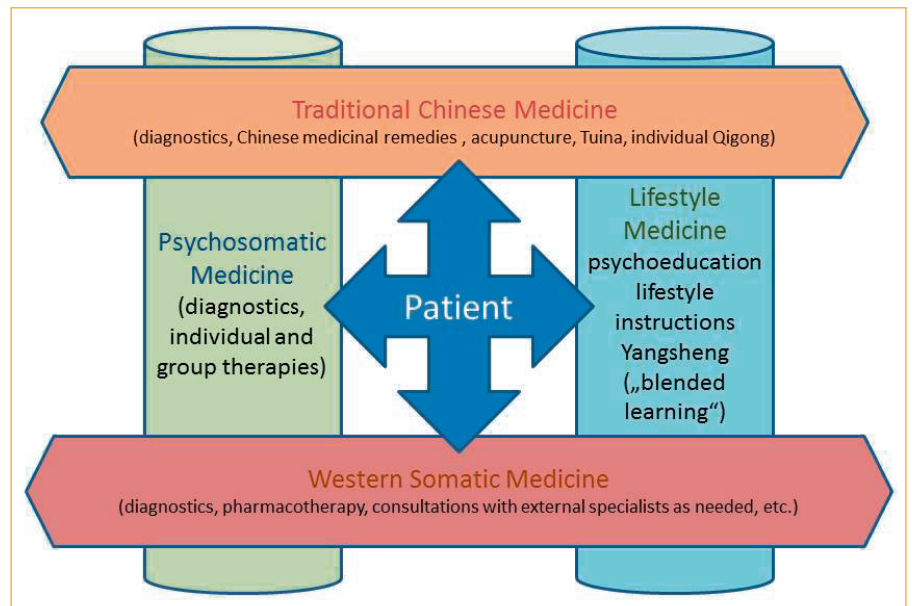 Traditional Chinese Medicine
(diagnostics, Chinese medicinal remedies , acupuncture, Tuina, individual Qigong)
Psychosomatic
Medicine
(diagnostics,
individual and
group therapies)
Patient
Lifestyle
Medicine
psychoeducation
lifestyle
instructions
Yangsheng
(„blended
learning“)
Western Somatic Medicine
(diagnostics, pharmacotherapy, consultations with external specialists as needed, etc.)